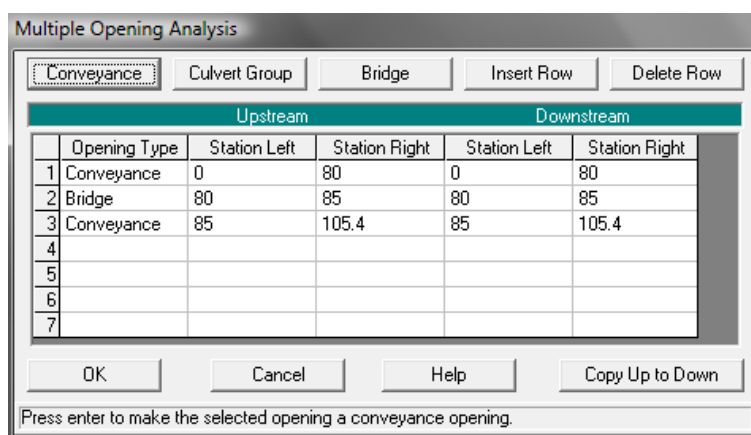 Multiple Opening Analysis
Conveyance Culvert Group Bridge Insert Row Delete Row
Upstream Downstream
Opening Type Station Left Station Right Station Left Station Right
1 Conveyance 0 80 0 80
2 Bridge 80 85 80 85
3 Conveyance 85 105.4 85 105.4
4
5
6
7
OK Cancel Help Copy Up to Down
Press enter to make the selected opening a conveyance opening.